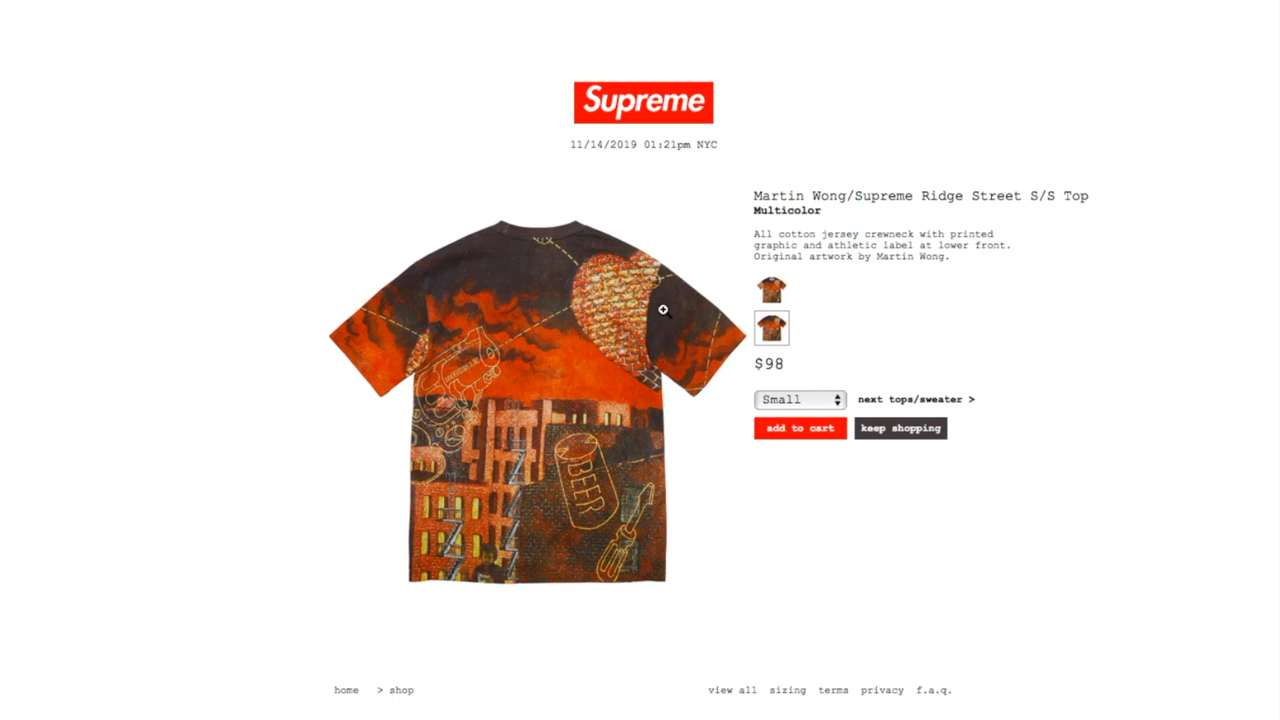 Supreme
11/14/2019 01:21pm NYC
Martin Wong/Supreme Ridge Street S/S Top
Multicolor
All cotton jersey crewneck with printed
graphic and athletic label at lower front.
Original artwork by Martin Wong.
$98
Small
next tops/sweater >
add to cart
keep shopping
BEER
home
> shop
view all
sizing
terms
privacy
f.a.q.